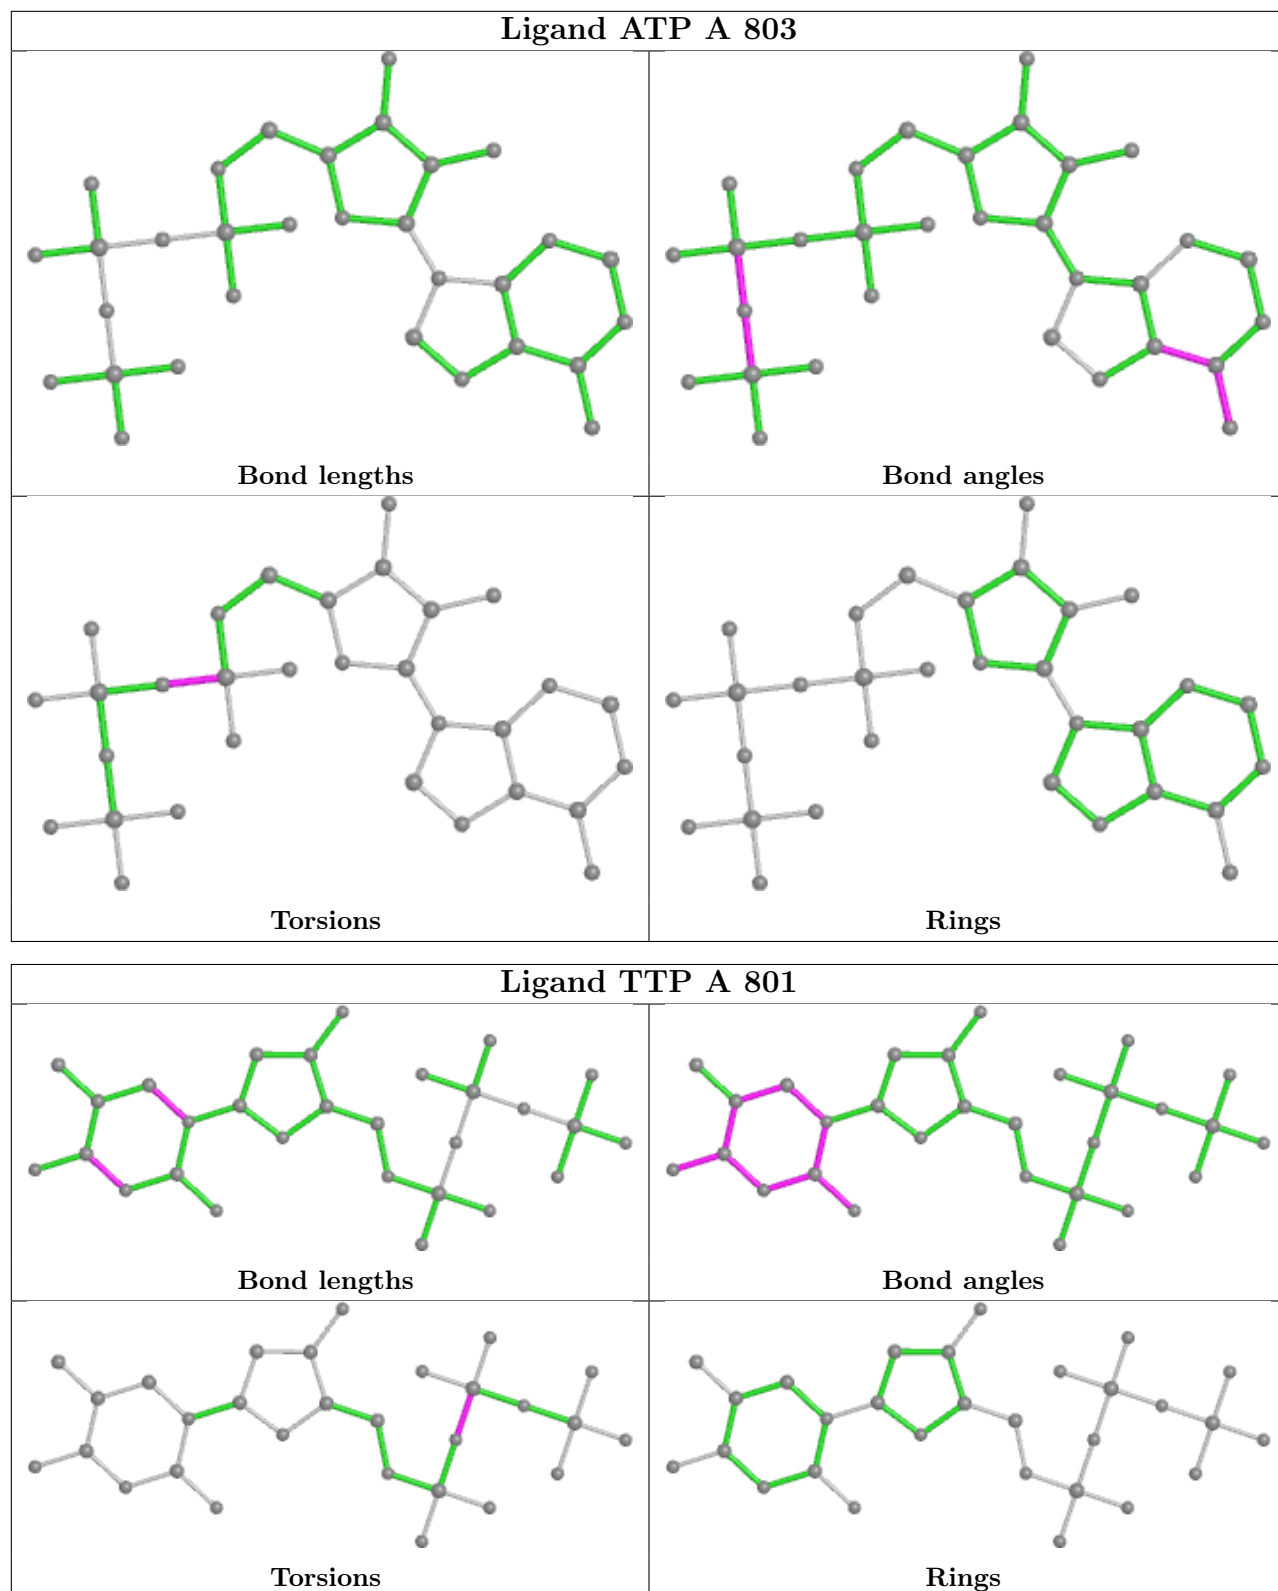 Ligand ATP A 803
Bond lengths
Bond angles
Torsions
Rings
Ligand TTP A 801
Bond lengths
Bond angles
Torsions
Rings